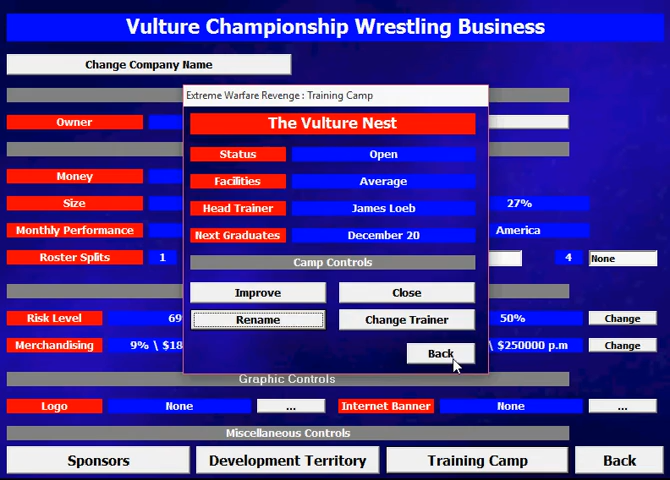 Vulture Championship Wrestling Business
Change Company Name
Extreme Warfare Revenge : Training Camp
The Vulture Nest
Owner
Status Open
Money
Facilities Average
Size 27%
Head Trainer James Loeb
Monthly Performance America
Next Graduates December 20
Roster Splits 1 4 None
Camp Controls
Improve Close
Risk Level 69 50% Change
Rename Change Trainer
Merchandising 9% \ $18 \ $250000 p.m Change
Back
Graphic Controls
Logo None ... Internet Banner None ...
Miscellaneous Controls
Sponsors Development Territory Training Camp Back